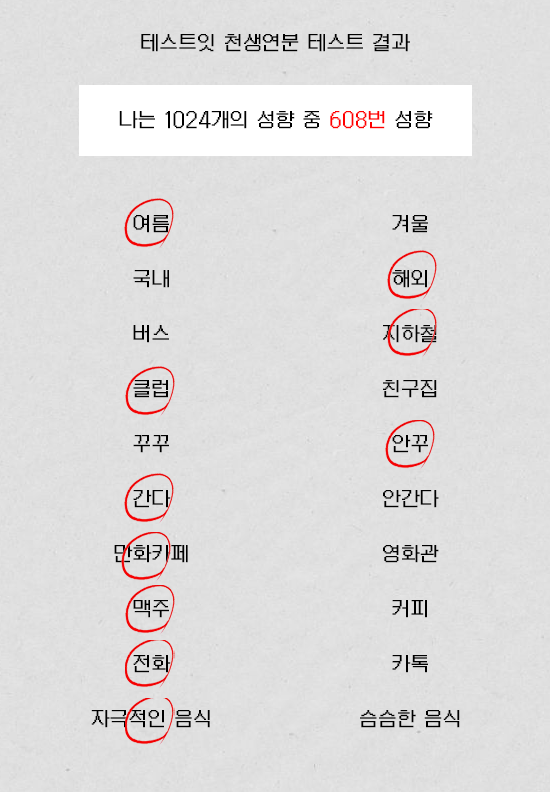 테스트잇 천생연분 테스트 결과
나는 1024개의 성향 중 608번 성향
여름 겨울
국내 해외
버스 지하철
클럽 친구집
꾸꾸 안꾸
간다 안간다
만화카페 영화관
맥주 커피
전화 카톡
자극적인 음식 슴슴한 음식